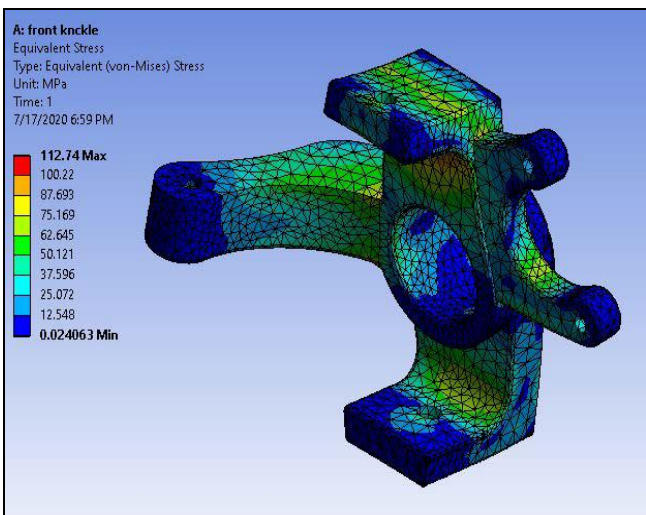 A: front knckle
Equivalent Stress
Type: Equivalent (von-Mises) Stress
Unit: MPa
Time: 1
7/17/2020 6:59 PM
112.74 Max
100.22
87.693
75.169
62.645
50.121
37.596
25.072
12.548
0.024063 Min